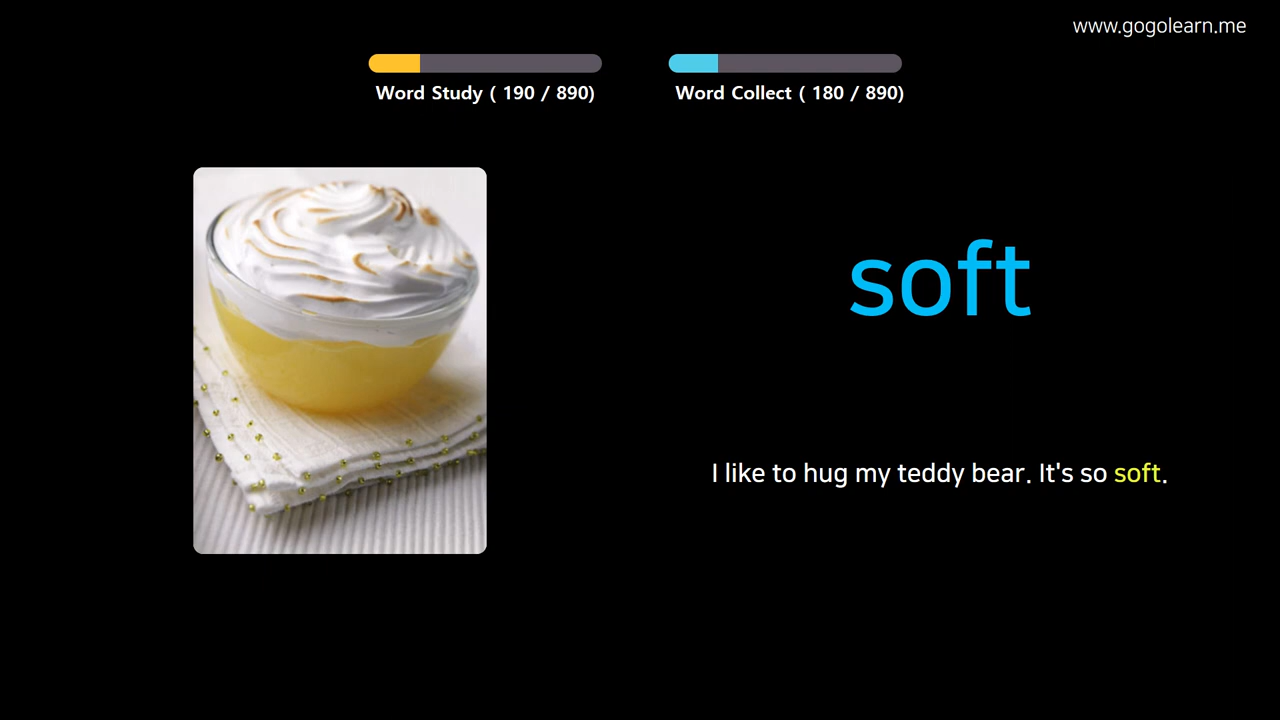 www.gogolearn.me
Word Study ( 190 / 890)
Word Collect ( 180 / 890)
soft
I like to hug my teddy bear. It's so soft.